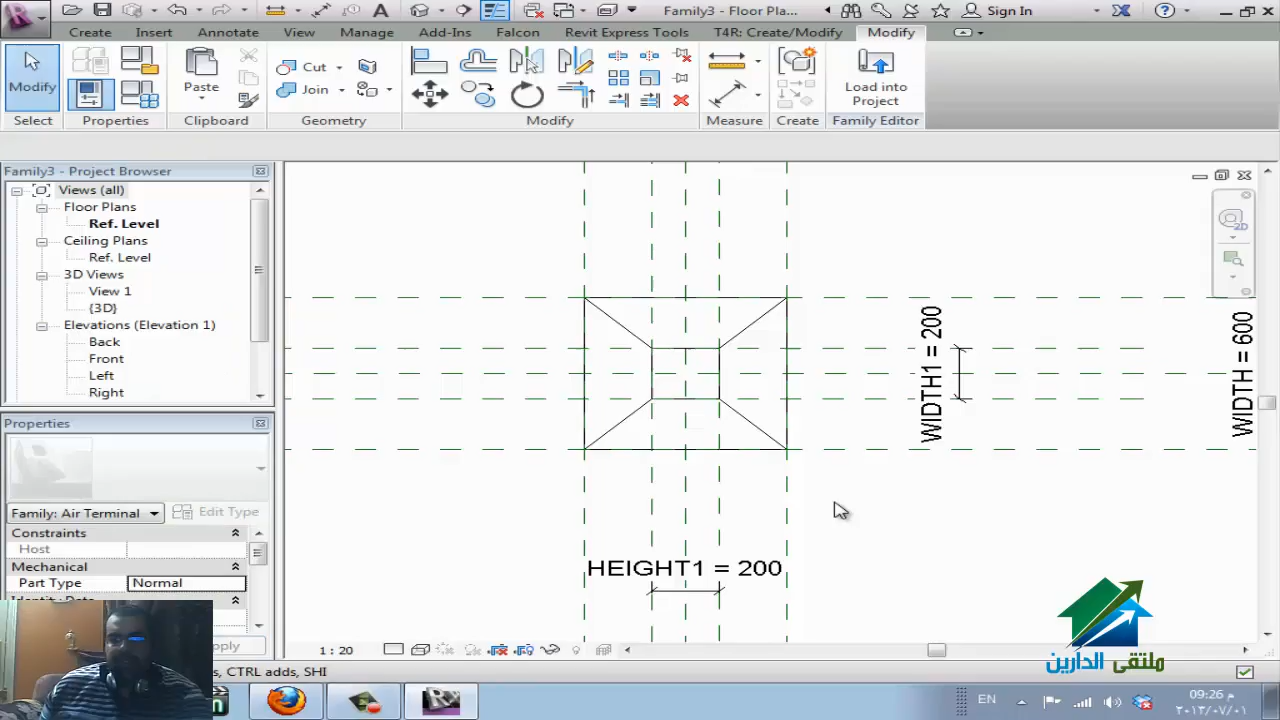 Family3 - Floor Pla...
Sign In
Create
Insert
Annotate
View
Manage
Add-Ins
Falcon
Revit Express Tools
T4R: Create/Modify
Modify
Modify
Paste
Cut
Join
Load into
Project
Select
Properties
Clipboard
Geometry
Modify
Measure
Create
Family Editor
Family3 - Project Browser
Views (all)
Floor Plans
Ref. Level
Ceiling Plans
Ref. Level
3D Views
View 1
{3D}
Elevations (Elevation 1)
Back
Front
Left
Right
2D
WIDTH1 = 200
WIDTH = 600
HEIGHT1 = 200
Properties
Family: Air Terminal
Edit Type
Constraints
Host
Mechanical
Part Type
Normal
1 : 20
s, CTRL adds, SHI
ملتقى الدارين
EN
09:26 م
٢٠١٣/٠٧/٠١